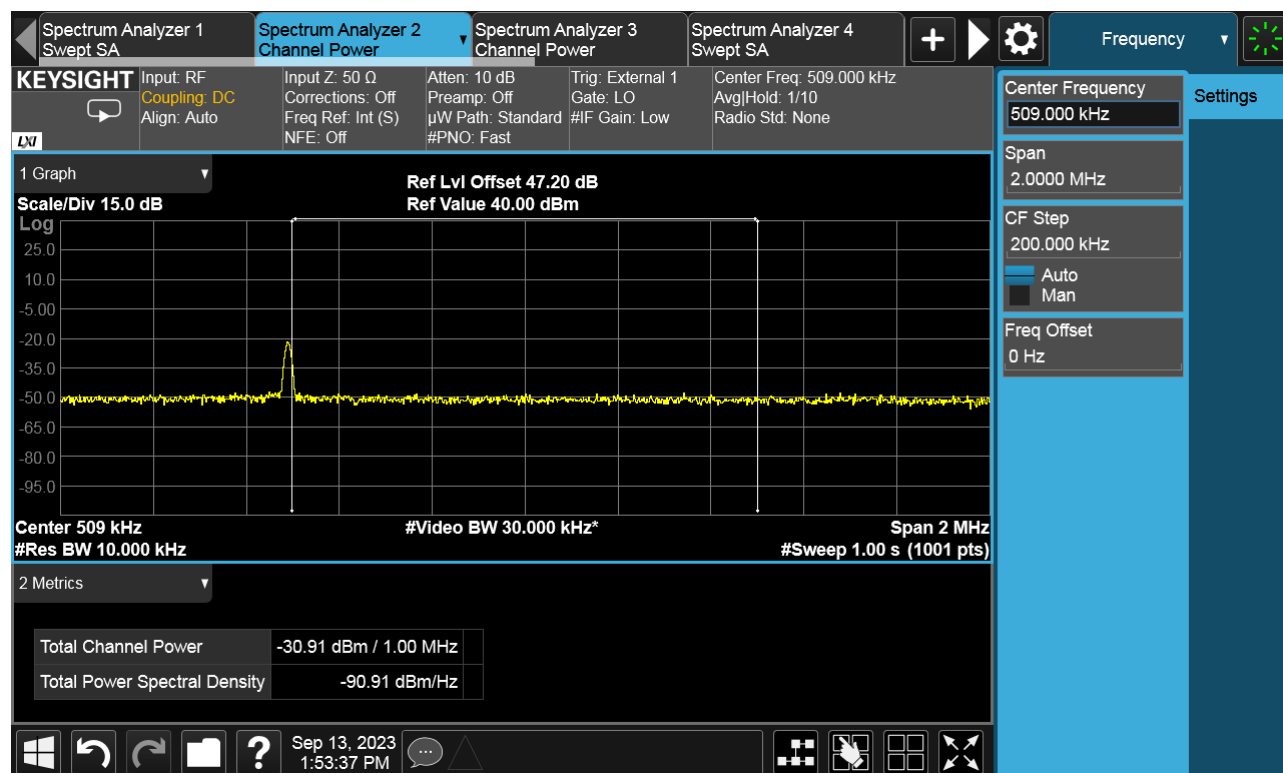 Spectrum Analyzer 1
Swept SA
Spectrum Analyzer 2
Channel Power
Spectrum Analyzer 3
Channel Power
Spectrum Analyzer 4
Swept SA
Frequency
KEYSIGHT
LXI
Input: RF
Coupling: DC
Align: Auto
Input Z: 50 Ω
Corrections: Off
Freq Ref: Int (S)
NFE: Off
Atten: 10 dB
Preamp: Off
µW Path: Standard
#PNO: Fast
Trig: External 1
Gate: LO
#IF Gain: Low
Center Freq: 509.000 kHz
Avg|Hold: 1/10
Radio Std: None
Center Frequency
509.000 kHz
Settings
Span
2.0000 MHz
CF Step
200.000 kHz
Auto
Man
Freq Offset
0 Hz
1 Graph
Scale/Div 15.0 dB
Ref Lvl Offset 47.20 dB
Ref Value 40.00 dBm
Log
25.0
10.0
-5.00
-20.0
-35.0
-50.0
-65.0
-80.0
-95.0
Center 509 kHz
#Video BW 30.000 kHz*
Span 2 MHz
#Res BW 10.000 kHz
#Sweep 1.00 s (1001 pts)
2 Metrics
Total Channel Power -30.91 dBm / 1.00 MHz
Total Power Spectral Density -90.91 dBm/Hz
?
Sep 13, 2023
1:53:37 PM